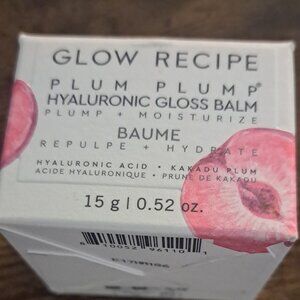 GLOW RECIPE
PLUM PLUMP®
HYALURONIC GLOSS BALM
PLUMP + MOISTURIZE
BAUME
REPULPE + HYDRATE
HYALURONIC ACID • KAKADU PLUM
ACIDE HYALURONIQUE • PRUNE DE KAKADU
15 g | 0.52 oz.